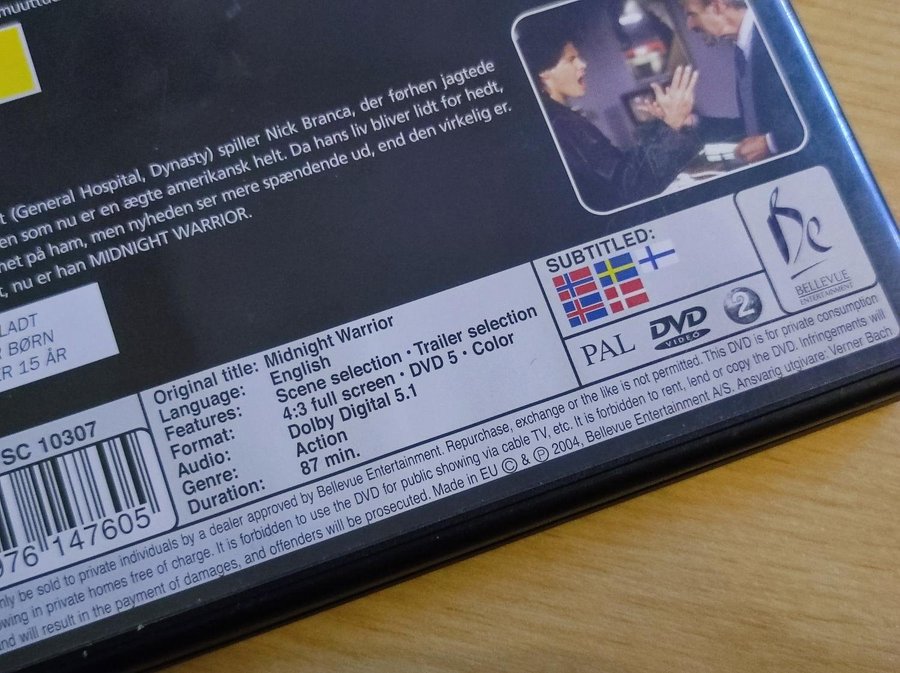 t (General Hospital, Dynasty) spiller Nick Branca, der førhen jagtede
en som nu er en ægte amerikansk helt. Da hans liv bliver lidt for hedt,
net på ham, men nyheden ser mere spændende ud, end den virkelig er.
t, nu er han MIDNIGHT WARRIOR.
LADT
R BØRN
R 15 ÅR
SC 10307
976 147605
Original title: Midnight Warrior
Language: English
Features: Scene selection · Trailer selection
Format: 4:3 full screen · DVD 5 · Color
Audio: Dolby Digital 5.1
Genre: Action
Duration: 87 min.
SUBTITLED:
PAL DVD VIDEO 2
Be
BELLEVUE
ENTERTAINMENT
nly be sold to private individuals by a dealer approved by Bellevue Entertainment. Repurchase, exchange or the like is not permitted. This DVD is for private consumption
owing in private homes free of charge. It is forbidden to use the DVD for public showing via cable TV, etc. It is forbidden to rent, lend or copy the DVD. Infringements will
nd will result in the payment of damages, and offenders will be prosecuted. Made in EU © & ℗ 2004, Bellevue Entertainment A/S. Ansvarig utgivare: Verner Bach.